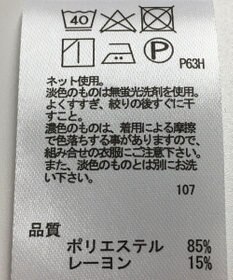 40
P
P63H
ネット使用。
淡色のものは無蛍光洗剤を使用。
よくすすぎ、絞りの後すぐに干
すこと。
濃色のものは、着用による摩擦
で色落ちする事がありますので、
組み合せの衣服にご注意下さい。
また、淡色のものとは別にお洗
い下さい。
107
品質
ポリエステル 85%
レーヨン 15%